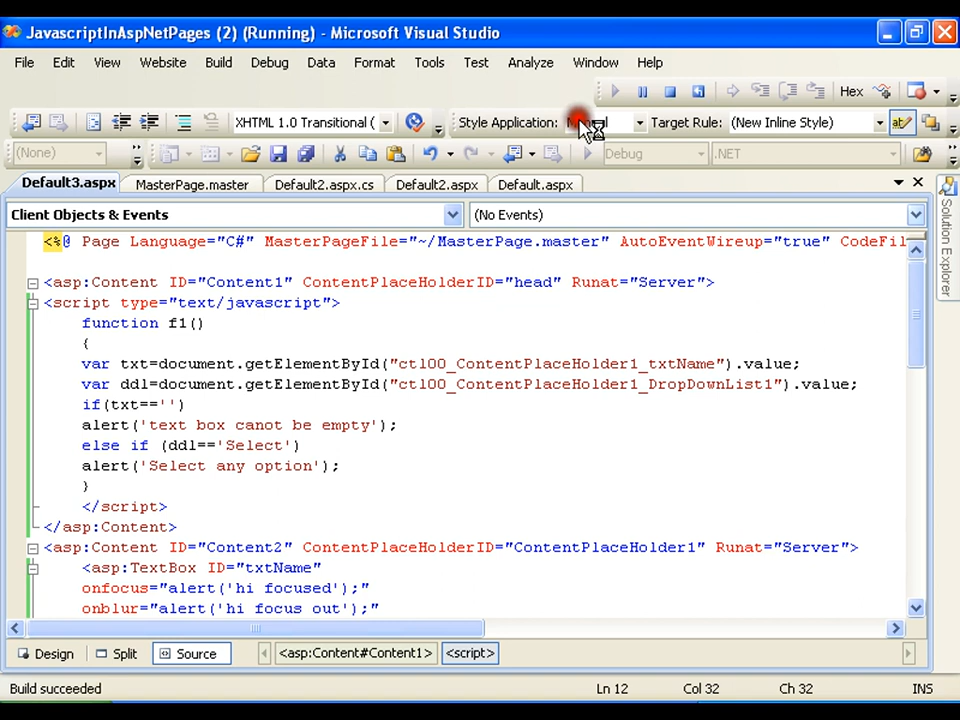 JavascriptInAspNetPages (2) (Running) - Microsoft Visual Studio
File Edit View Website Build Debug Data Format Tools Test Analyze Window Help
Hex
XHTML 1.0 Transitional ( Style Application: Target Rule: (New Inline Style)
(None) Debug .NET
Default3.aspx MasterPage.master Default2.aspx.cs Default2.aspx Default.aspx
Client Objects & Events (No Events)
<%@ Page Language="C#" MasterPageFile="~/MasterPage.master" AutoEventWireup="true" CodeFil
<asp:Content ID="Content1" ContentPlaceHolderID="head" Runat="Server">
<script type="text/javascript">
function f1()
{
var txt=document.getElementById("ctl00_ContentPlaceHolder1_txtName").value;
var ddl=document.getElementById("ctl00_ContentPlaceHolder1_DropDownList1").value;
if(txt=='')
alert('text box canot be empty');
else if (ddl=='Select')
alert('Select any option');
}
</script>
</asp:Content>
<asp:Content ID="Content2" ContentPlaceHolderID="ContentPlaceHolder1" Runat="Server">
<asp:TextBox ID="txtName"
onfocus="alert('hi focused');"
onblur="alert('hi focus out');"
Design Split Source <asp:Content#Content1> <script>
Build succeeded Ln 12 Col 32 Ch 32 INS
Solution Explorer